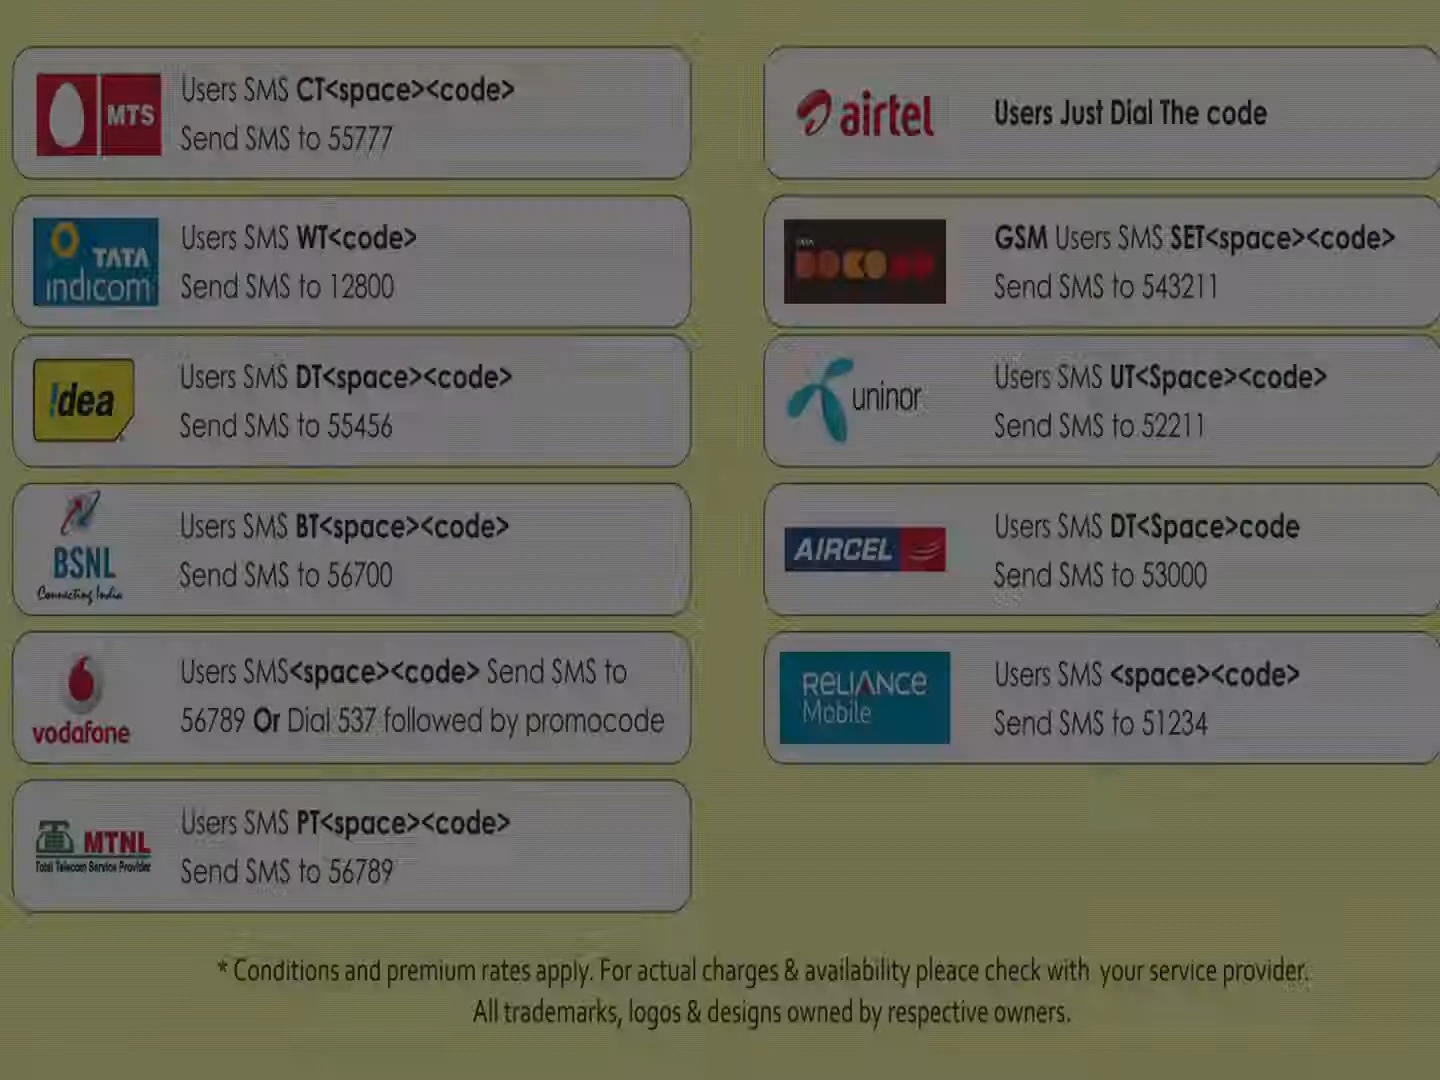 MTS
Users SMS CT<space><code>
Send SMS to 55777
airtel
Users Just Dial The code
TATA
indicom
Users SMS WT<code>
Send SMS to 12800
TATA
DOCOMO
GSM Users SMS SET<space><code>
Send SMS to 543211
!dea
Users SMS DT<space><code>
Send SMS to 55456
uninor
Users SMS UT<Space><code>
Send SMS to 52211
BSNL
Connecting India
Users SMS BT<space><code>
Send SMS to 56700
AIRCEL
Users SMS DT<Space>code
Send SMS to 53000
vodafone
Users SMS<space><code> Send SMS to
56789 Or Dial 537 followed by promocode
RELIANCe
Mobile
Users SMS <space><code>
Send SMS to 51234
MTNL
Total Telecom Service Provider
Users SMS PT<space><code>
Send SMS to 56789
* Conditions and premium rates apply. For actual charges & availability pleace check with your service provider.
All trademarks, logos & designs owned by respective owners.